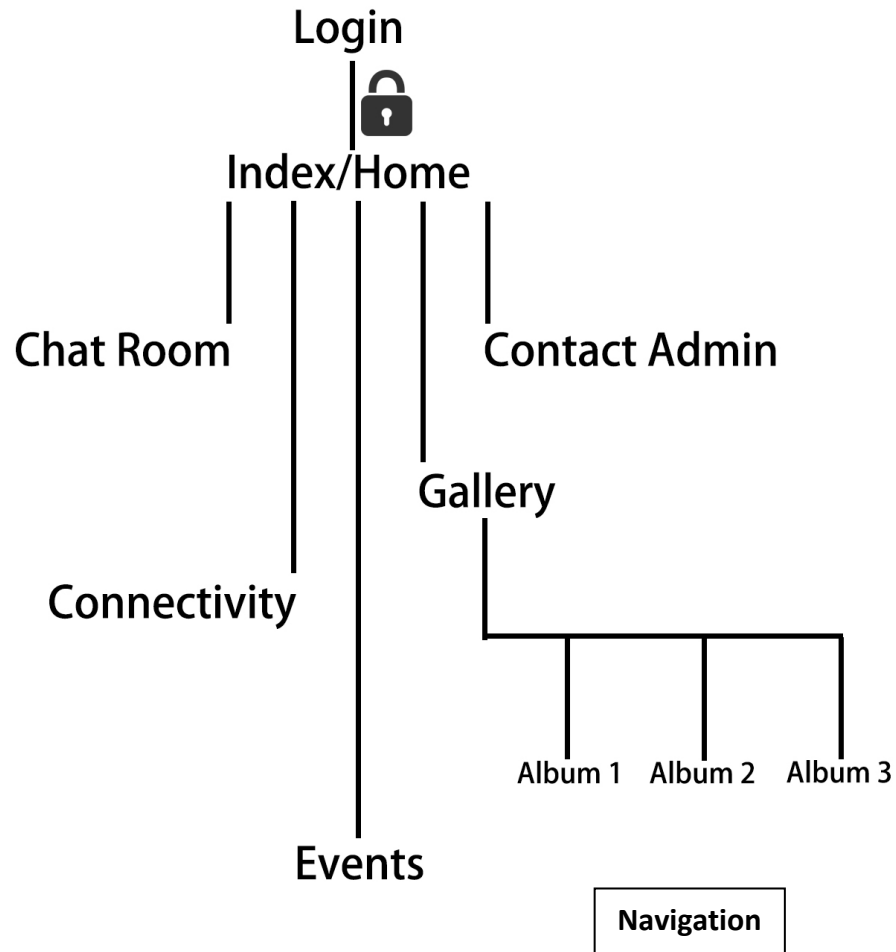 Login
Index/Home
Chat Room
Contact Admin
Gallery
Connectivity
Album 1
Album 2
Album 3
Events
Navigation